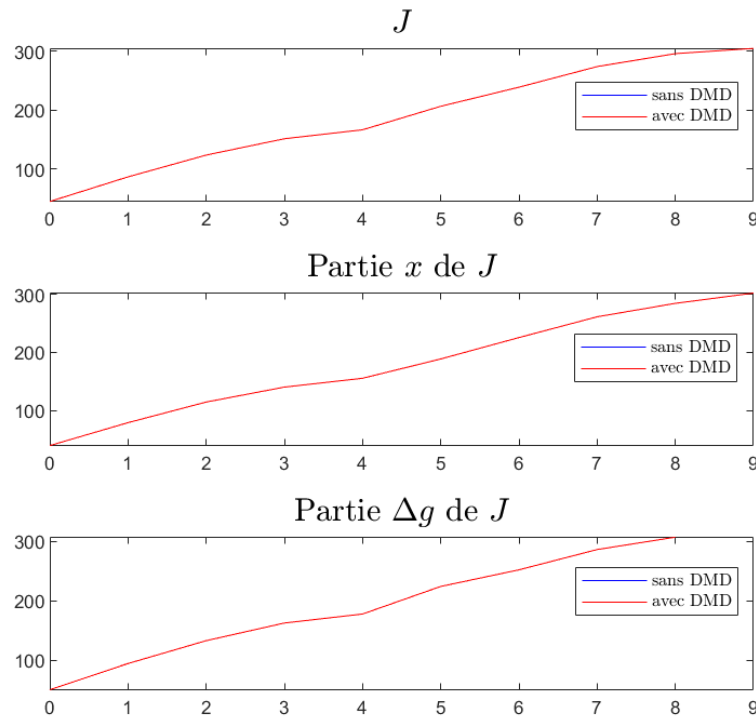 J
300
200
100
0 1 2 3 4 5 6 7 8 9
sans DMD
avec DMD
Partie x de J
300
200
100
0 1 2 3 4 5 6 7 8 9
sans DMD
avec DMD
Partie Δg de J
300
200
100
0 1 2 3 4 5 6 7 8 9
sans DMD
avec DMD